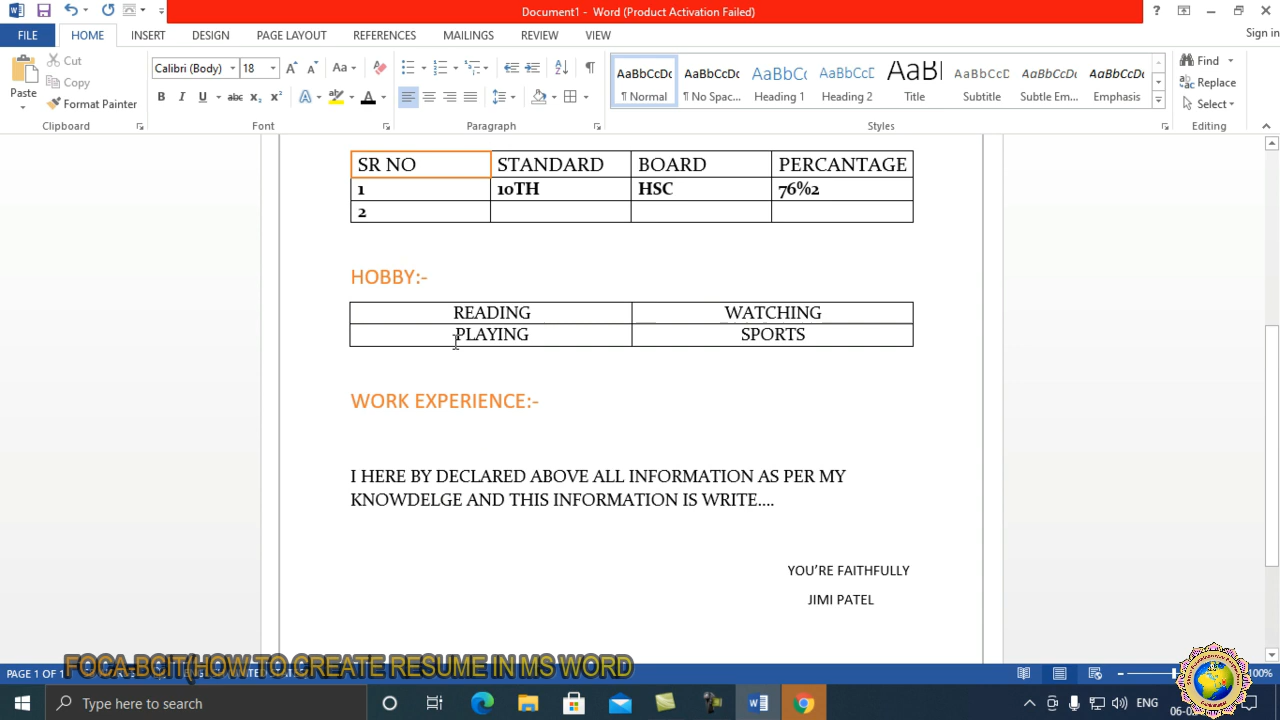 Document1 - Word (Product Activation Failed)
FILE HOME INSERT DESIGN PAGE LAYOUT REFERENCES MAILINGS REVIEW VIEW Sign in
Paste Cut Copy Format Painter
Calibri (Body) 18
AaBbCcDc AaBbCcDc AaBbCc AaBbCcD AaBl AaBbCcD AaBbCcDc AaBbCcDc
¶ Normal ¶ No Spac... Heading 1 Heading 2 Title Subtitle Subtle Em... Emphasis
Find Replace Select
Clipboard Font Paragraph Styles Editing
SR NO STANDARD BOARD PERCANTAGE
1 10TH HSC 76%2
2
HOBBY:-
READING WATCHING
PLAYING SPORTS
WORK EXPERIENCE:-
I HERE BY DECLARED ABOVE ALL INFORMATION AS PER MY
KNOWDELGE AND THIS INFORMATION IS WRITE....
YOU’RE FAITHFULLY
JIMI PATEL
PAGE 1 OF 1 100%
FOCA-BOIT(HOW TO CREATE RESUME IN MS WORD
Type here to search ENG